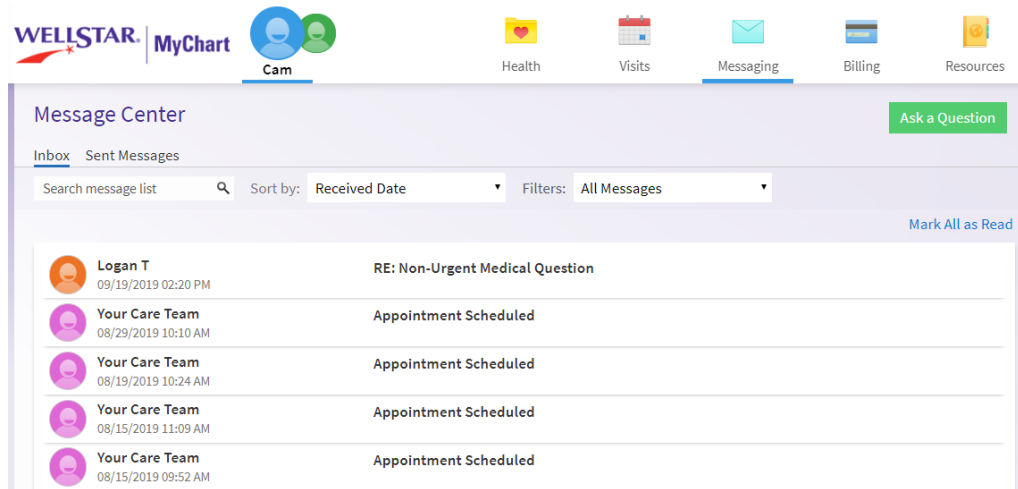 WELLSTAR. MyChart
Cam
Health Visits Messaging Billing Resources
Message Center
Ask a Question
Inbox Sent Messages
Search message list Sort by: Received Date Filters: All Messages
Mark All as Read
Logan T RE: Non-Urgent Medical Question
09/19/2019 02:20 PM
Your Care Team Appointment Scheduled
08/29/2019 10:10 AM
Your Care Team Appointment Scheduled
08/19/2019 10:24 AM
Your Care Team Appointment Scheduled
08/15/2019 11:09 AM
Your Care Team Appointment Scheduled
08/15/2019 09:52 AM